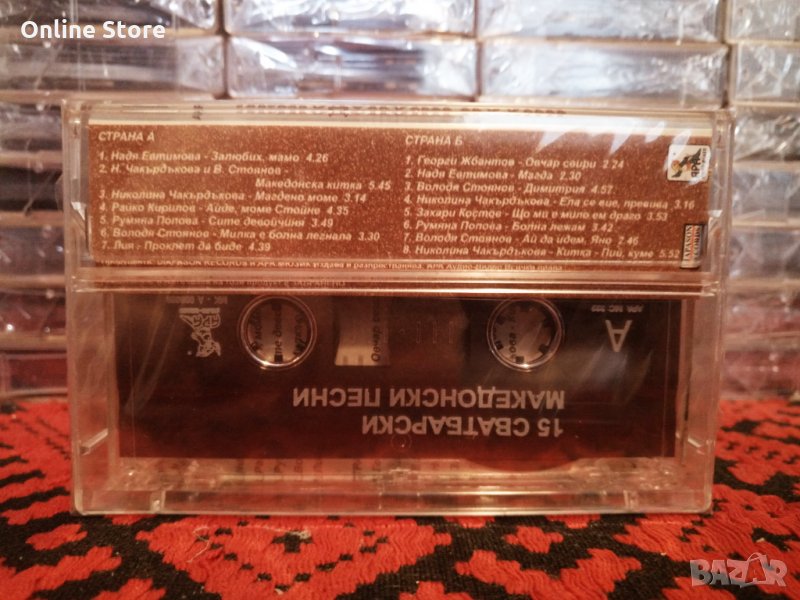 Online Store
СТРАНА А
1. Надя Евтимова - Залюбих, мамо 4.26
2. Н. Чакърдъкова и В. Стоянов -
Македонска китка 5.45
3. Николина Чакърдъкова - Магдено моме 3.14
4. Райко Кирилов - Айде, моме Стойне 4.35
5. Румяна Попова - Сите девойчиня 3.49
6. Володя Стоянов - Милка е болна легнала 3.30
7. Лия - Проклет да биде 4.39
СТРАНА Б
1. Георги Жбантов - Овчар свири 2.24
2. Надя Евтимова - Магда 2.30
3. Володя Стоянов - Димитрия 4.57
4. Николина Чакърдъкова - Ела се вие, превива 3.16
5. Захари Костов - Що ми е мило ем драго 3.53
6. Румяна Попова - Болна лежам 3.38
7. Володя Стоянов - Ай да идем, Яно 2.46
8. Николина Чакърдъкова - Китка - Пий, куме 5.52
А
15 СВАТБАРСКИ
МАКЕДОНСКИ ПЕСНИ
BAZAR